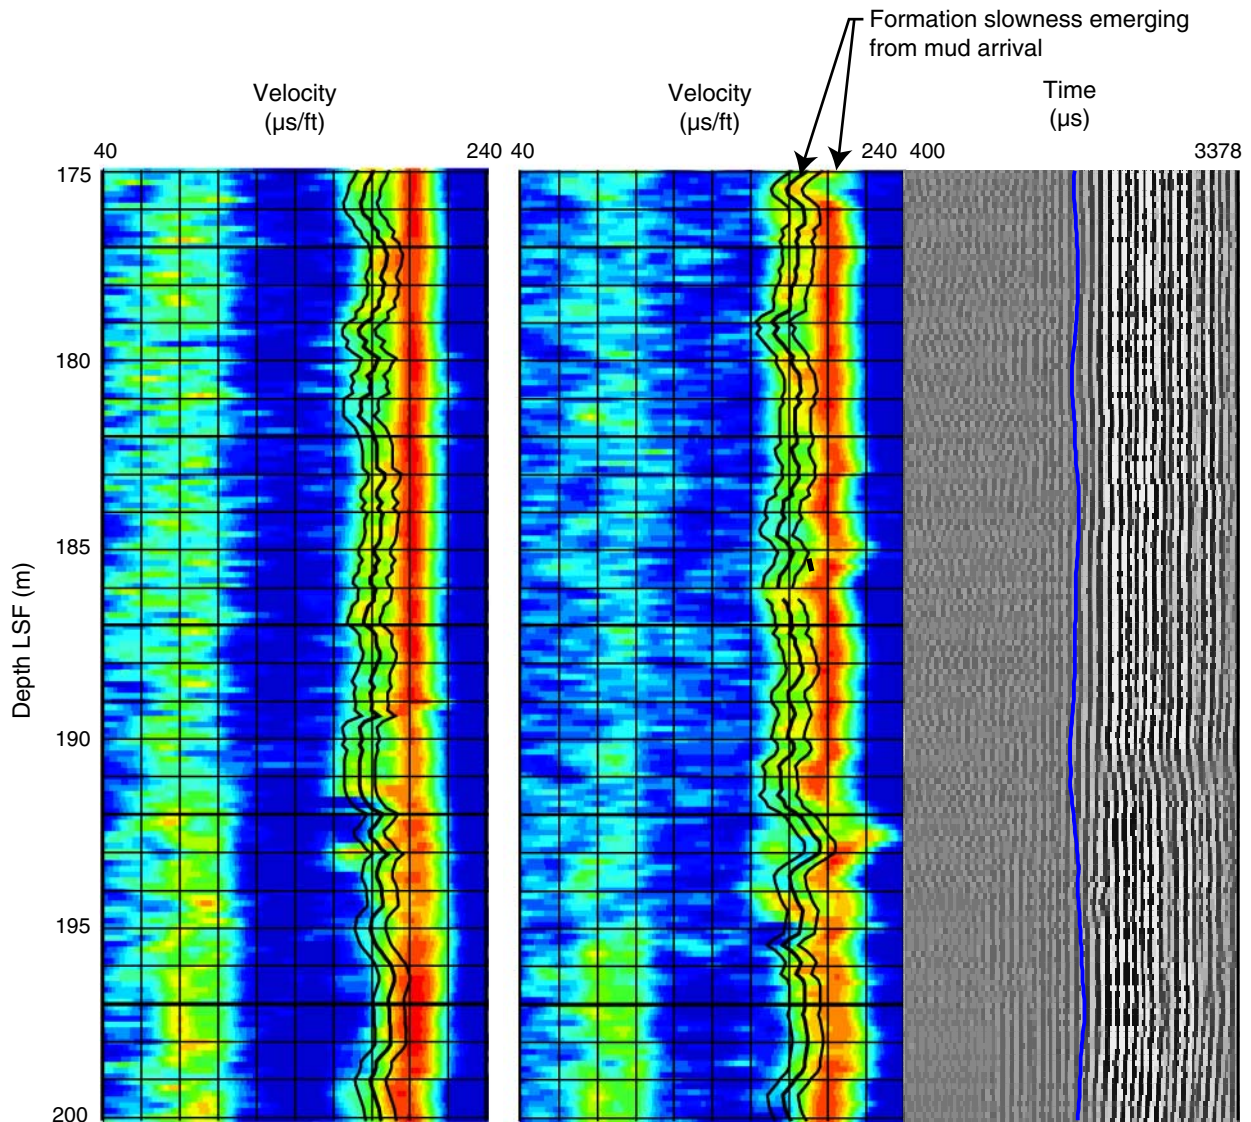 Formation slowness emerging
from mud arrival
Velocity
(µs/ft)
Velocity
(µs/ft)
Time
(µs)
40
240
40
240
400
3378
175
180
185
190
195
200
Depth LSF (m)